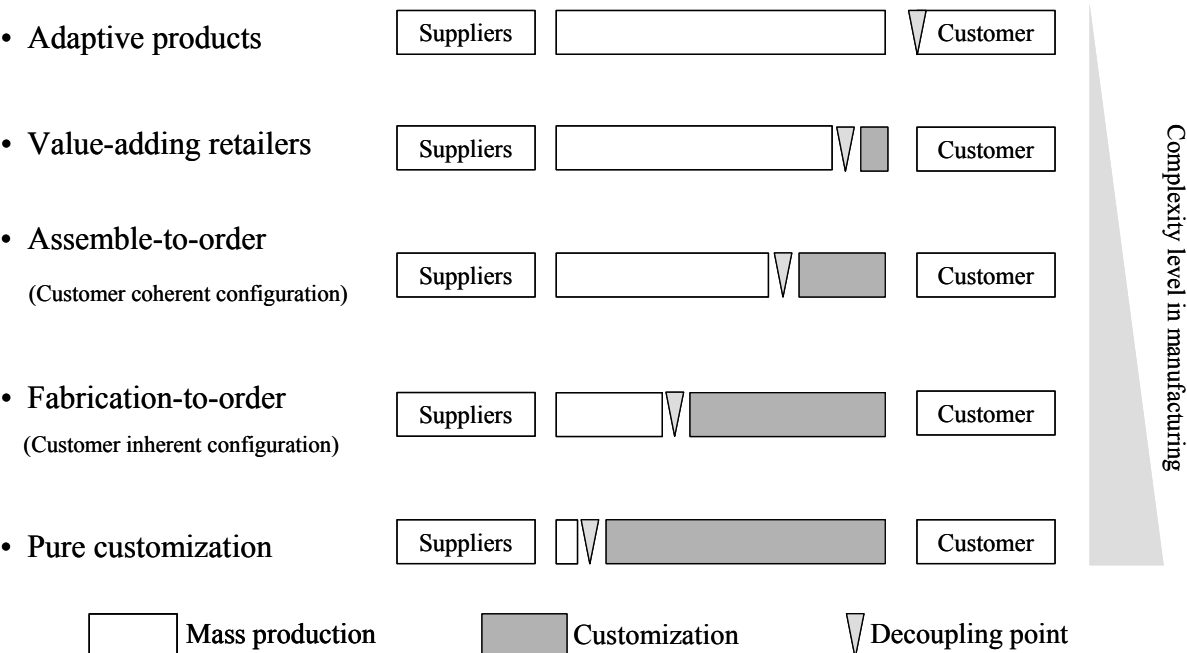 • Adaptive products Suppliers Customer
• Value-adding retailers Suppliers Customer
• Assemble-to-order
(Customer coherent configuration) Suppliers Customer
• Fabrication-to-order
(Customer inherent configuration) Suppliers Customer
• Pure customization Suppliers Customer
Complexity level in manufacturing
Mass production Customization Decoupling point